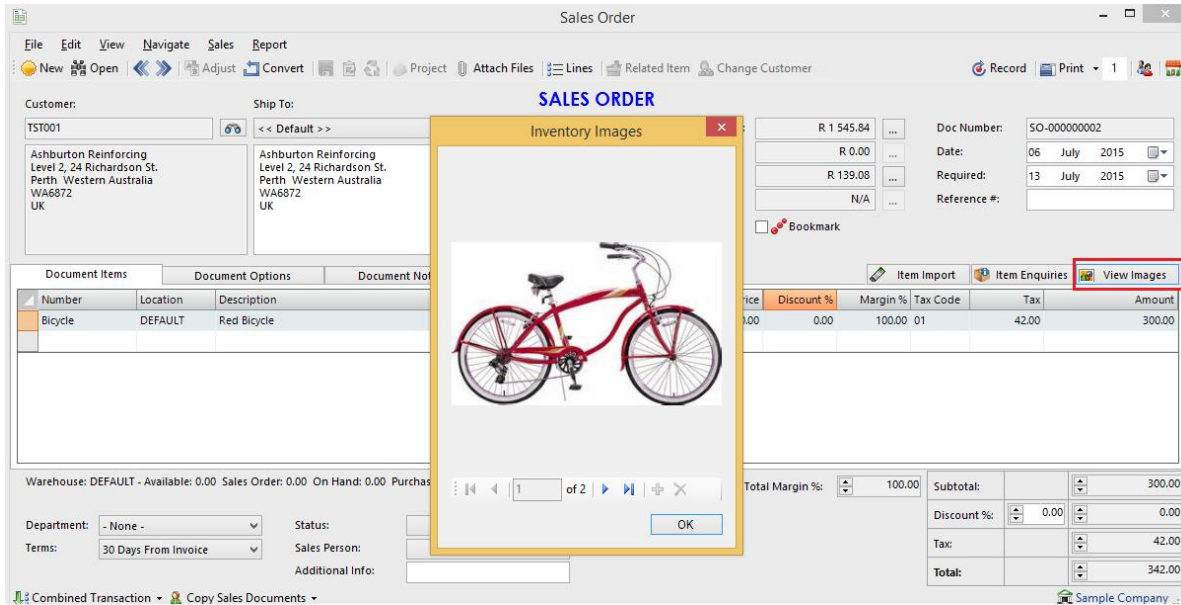 Sales Order
File Edit View Navigate Sales Report
New Open Adjust Convert Project Attach Files Lines Related Item Change Customer Record Print 1
Customer: Ship To: SALES ORDER
TST001 << Default >> R 1 545.84 ... Doc Number: SO-000000002
Ashburton Reinforcing
Level 2, 24 Richardson St.
Perth Western Australia
WA6872
UK
Ashburton Reinforcing
Level 2, 24 Richardson St.
Perth Western Australia
WA6872
UK
Inventory Images
R 0.00 ... Date: 06 July 2015
R 139.08 ... Required: 13 July 2015
N/A ... Reference #:
Bookmark
Document Items Document Options Document Not Item Import Item Enquiries View Images
Number Location Description rice Discount % Margin % Tax Code Tax Amount
Bicycle DEFAULT Red Bicycle 0.00 0.00 100.00 01 42.00 300.00
1 of 2
OK
Warehouse: DEFAULT - Available: 0.00 Sales Order: 0.00 On Hand: 0.00 Purchas Total Margin %: 100.00 Subtotal: 300.00
Discount %: 0.00 0.00
Department: - None - Status:
Tax: 42.00
Terms: 30 Days From Invoice Sales Person:
Additional Info: Total: 342.00
Combined Transaction Copy Sales Documents Sample Company